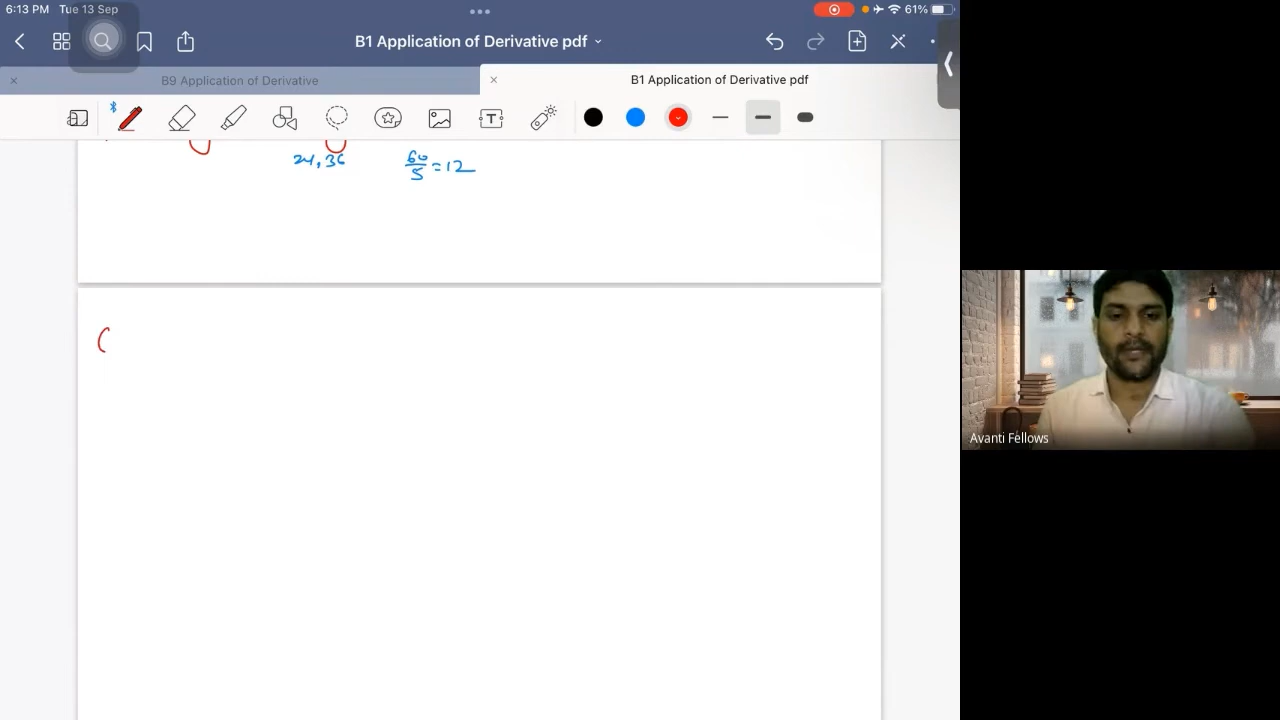 6:13 PM Tue 13 Sep
61%
B1 Application of Derivative pdf
B9 Application of Derivative
B1 Application of Derivative pdf
T
24, 36
60/5 = 12
(
Avanti Fellows